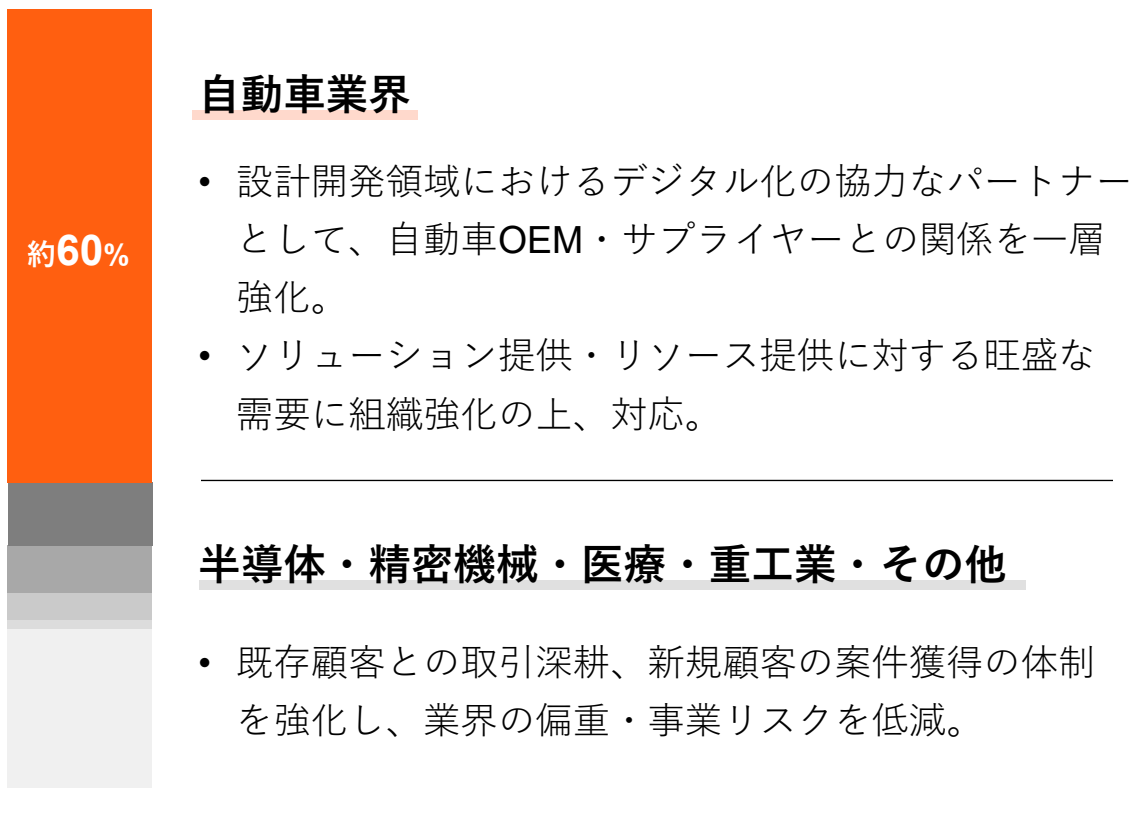 約60%
自動車業界
• 設計開発領域におけるデジタル化の協力なパートナー
として、自動車OEM・サプライヤーとの関係を一層
強化。
• ソリューション提供・リソース提供に対する旺盛な
需要に組織強化の上、対応。
半導体・精密機械・医療・重工業・その他
• 既存顧客との取引深耕、新規顧客の案件獲得の体制
を強化し、業界の偏重・事業リスクを低減。